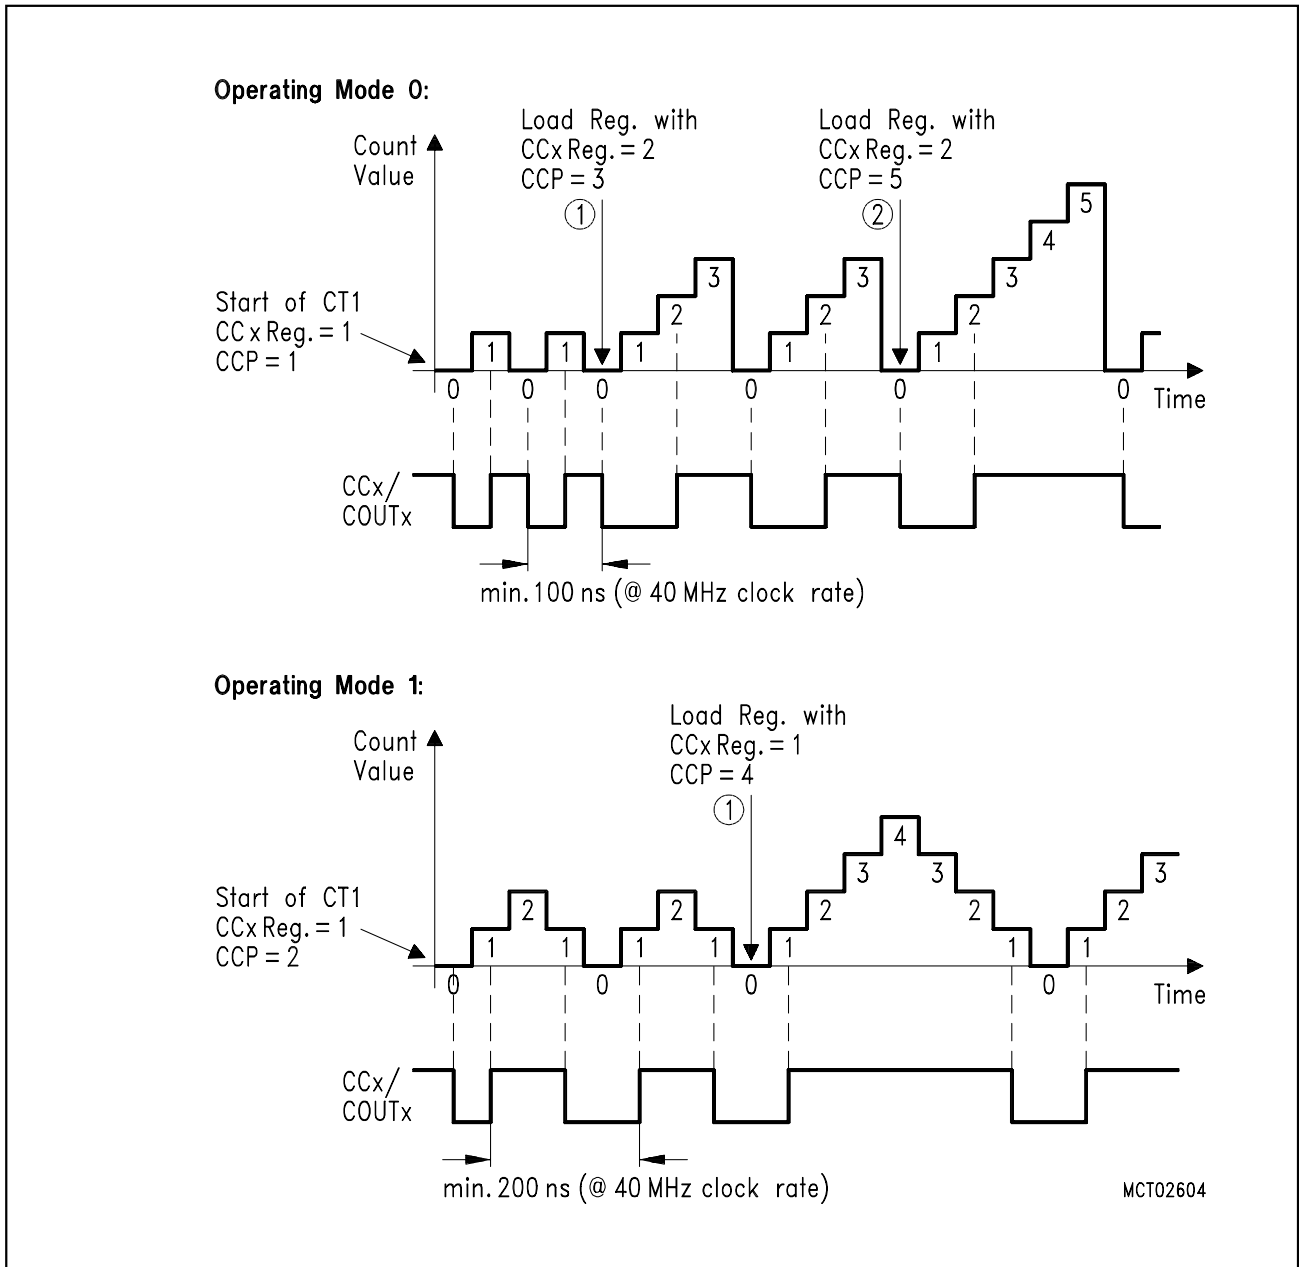 Operating Mode 0:
Count
Value
Load Reg. with
CCx Reg. = 2
CCP = 3
1
Load Reg. with
CCx Reg. = 2
CCP = 5
2
Start of CT1
CCx Reg. = 1
CCP = 1
5
4
3 3 3
2 2 2
1 1 1 1 1
0 0 0 0 0 0
Time
CCx/
COUTx
min. 100 ns (@ 40 MHz clock rate)
Operating Mode 1:
Count
Value
Load Reg. with
CCx Reg. = 1
CCP = 4
1
Start of CT1
CCx Reg. = 1
CCP = 2
4
3 3 3
2 2 2 2 2
1 1 1 1 1 1 1
0 0 0 0
Time
CCx/
COUTx
min. 200 ns (@ 40 MHz clock rate)
MCT02604